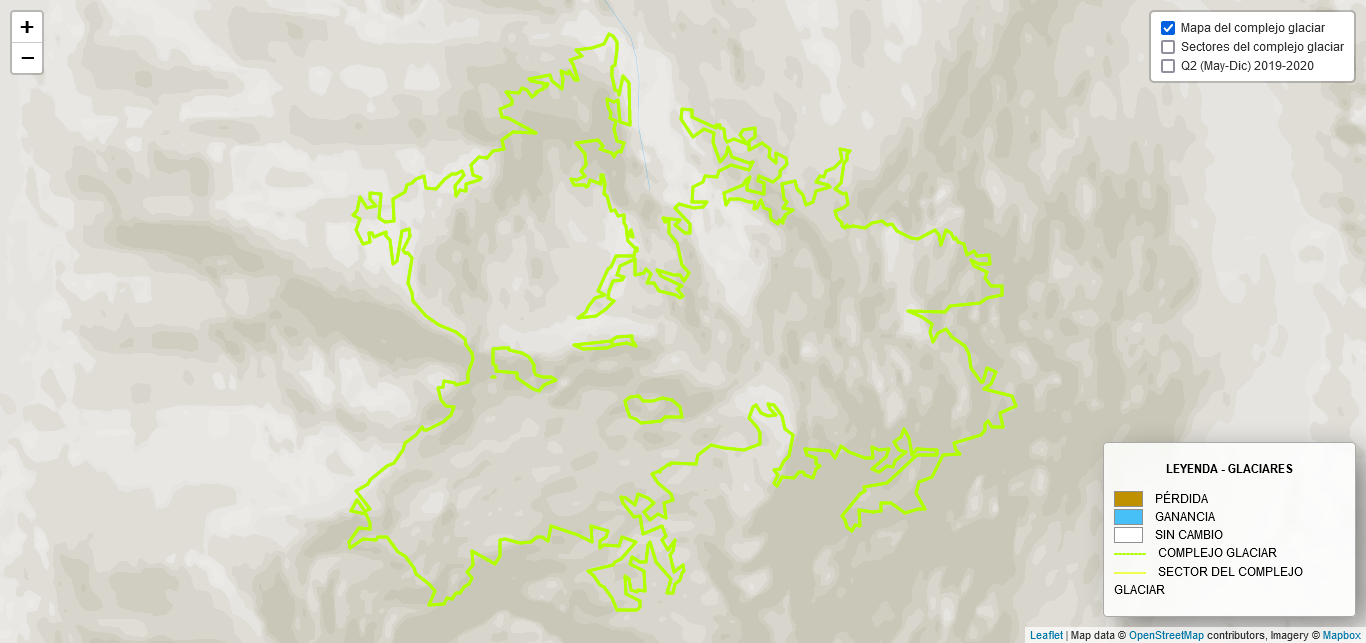 +
−
Mapa del complejo glaciar
Sectores del complejo glaciar
Q2 (May-Dic) 2019-2020
LEYENDA - GLACIARES
PÉRDIDA
GANANCIA
SIN CAMBIO
COMPLEJO GLACIAR
SECTOR DEL COMPLEJO
GLACIAR
Leaflet | Map data © OpenStreetMap contributors, Imagery © Mapbox